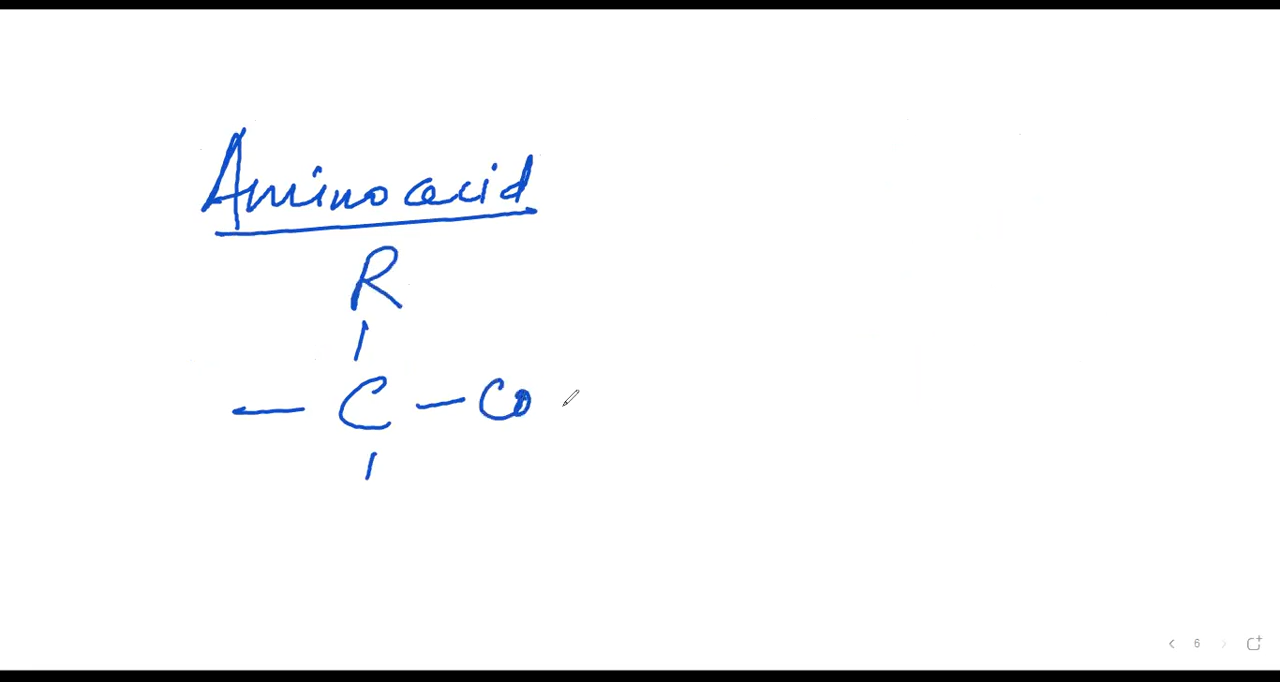 Amino acid
R
— C — Co
6